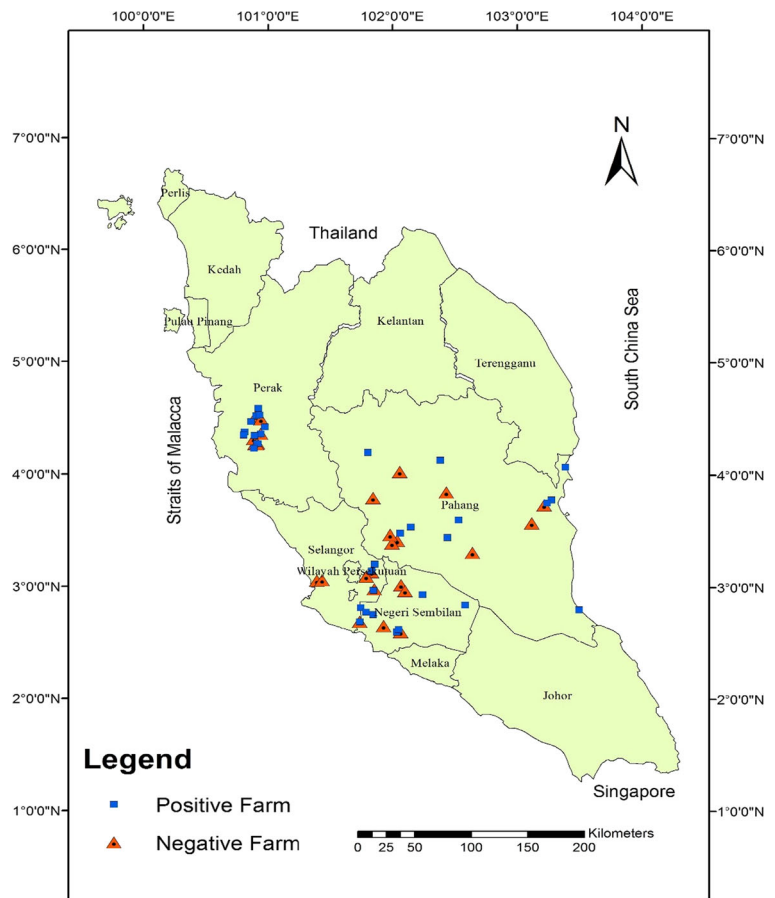 100°0'0"E 101°0'0"E 102°0'0"E 103°0'0"E 104°0'0"E
N
7°0'0"N 7°0'0"N
Perlis
6°0'0"N 6°0'0"N
Thailand
Kedah
South China Sea
Pulau Pinang
Kelantan
Terengganu
5°0'0"N 5°0'0"N
Perak
Straits of Malacca
4°0'0"N 4°0'0"N
Pahang
Selangor
Wilayah Persekutuan
3°0'0"N 3°0'0"N
Negeri Sembilan
Melaka
2°0'0"N 2°0'0"N
Johor
Legend
Singapore
Positive Farm
1°0'0"N 1°0'0"N
Negative Farm
Kilometers
0 25 50 100 150 200